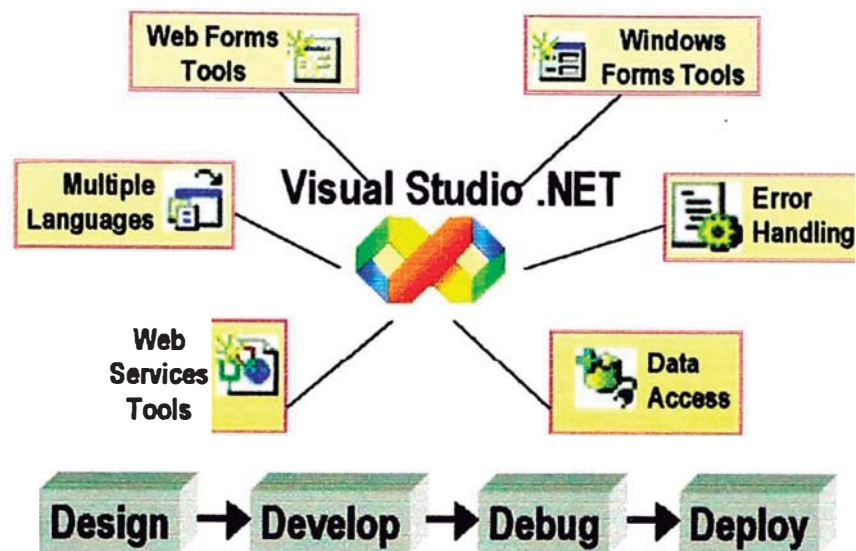 Web Forms
Tools
Windows
Forms Tools
Multiple
Languages
Visual Studio .NET
Error
Handling
Web
Services
Tools
Data
Access
Design
Develop
Debug
Deploy